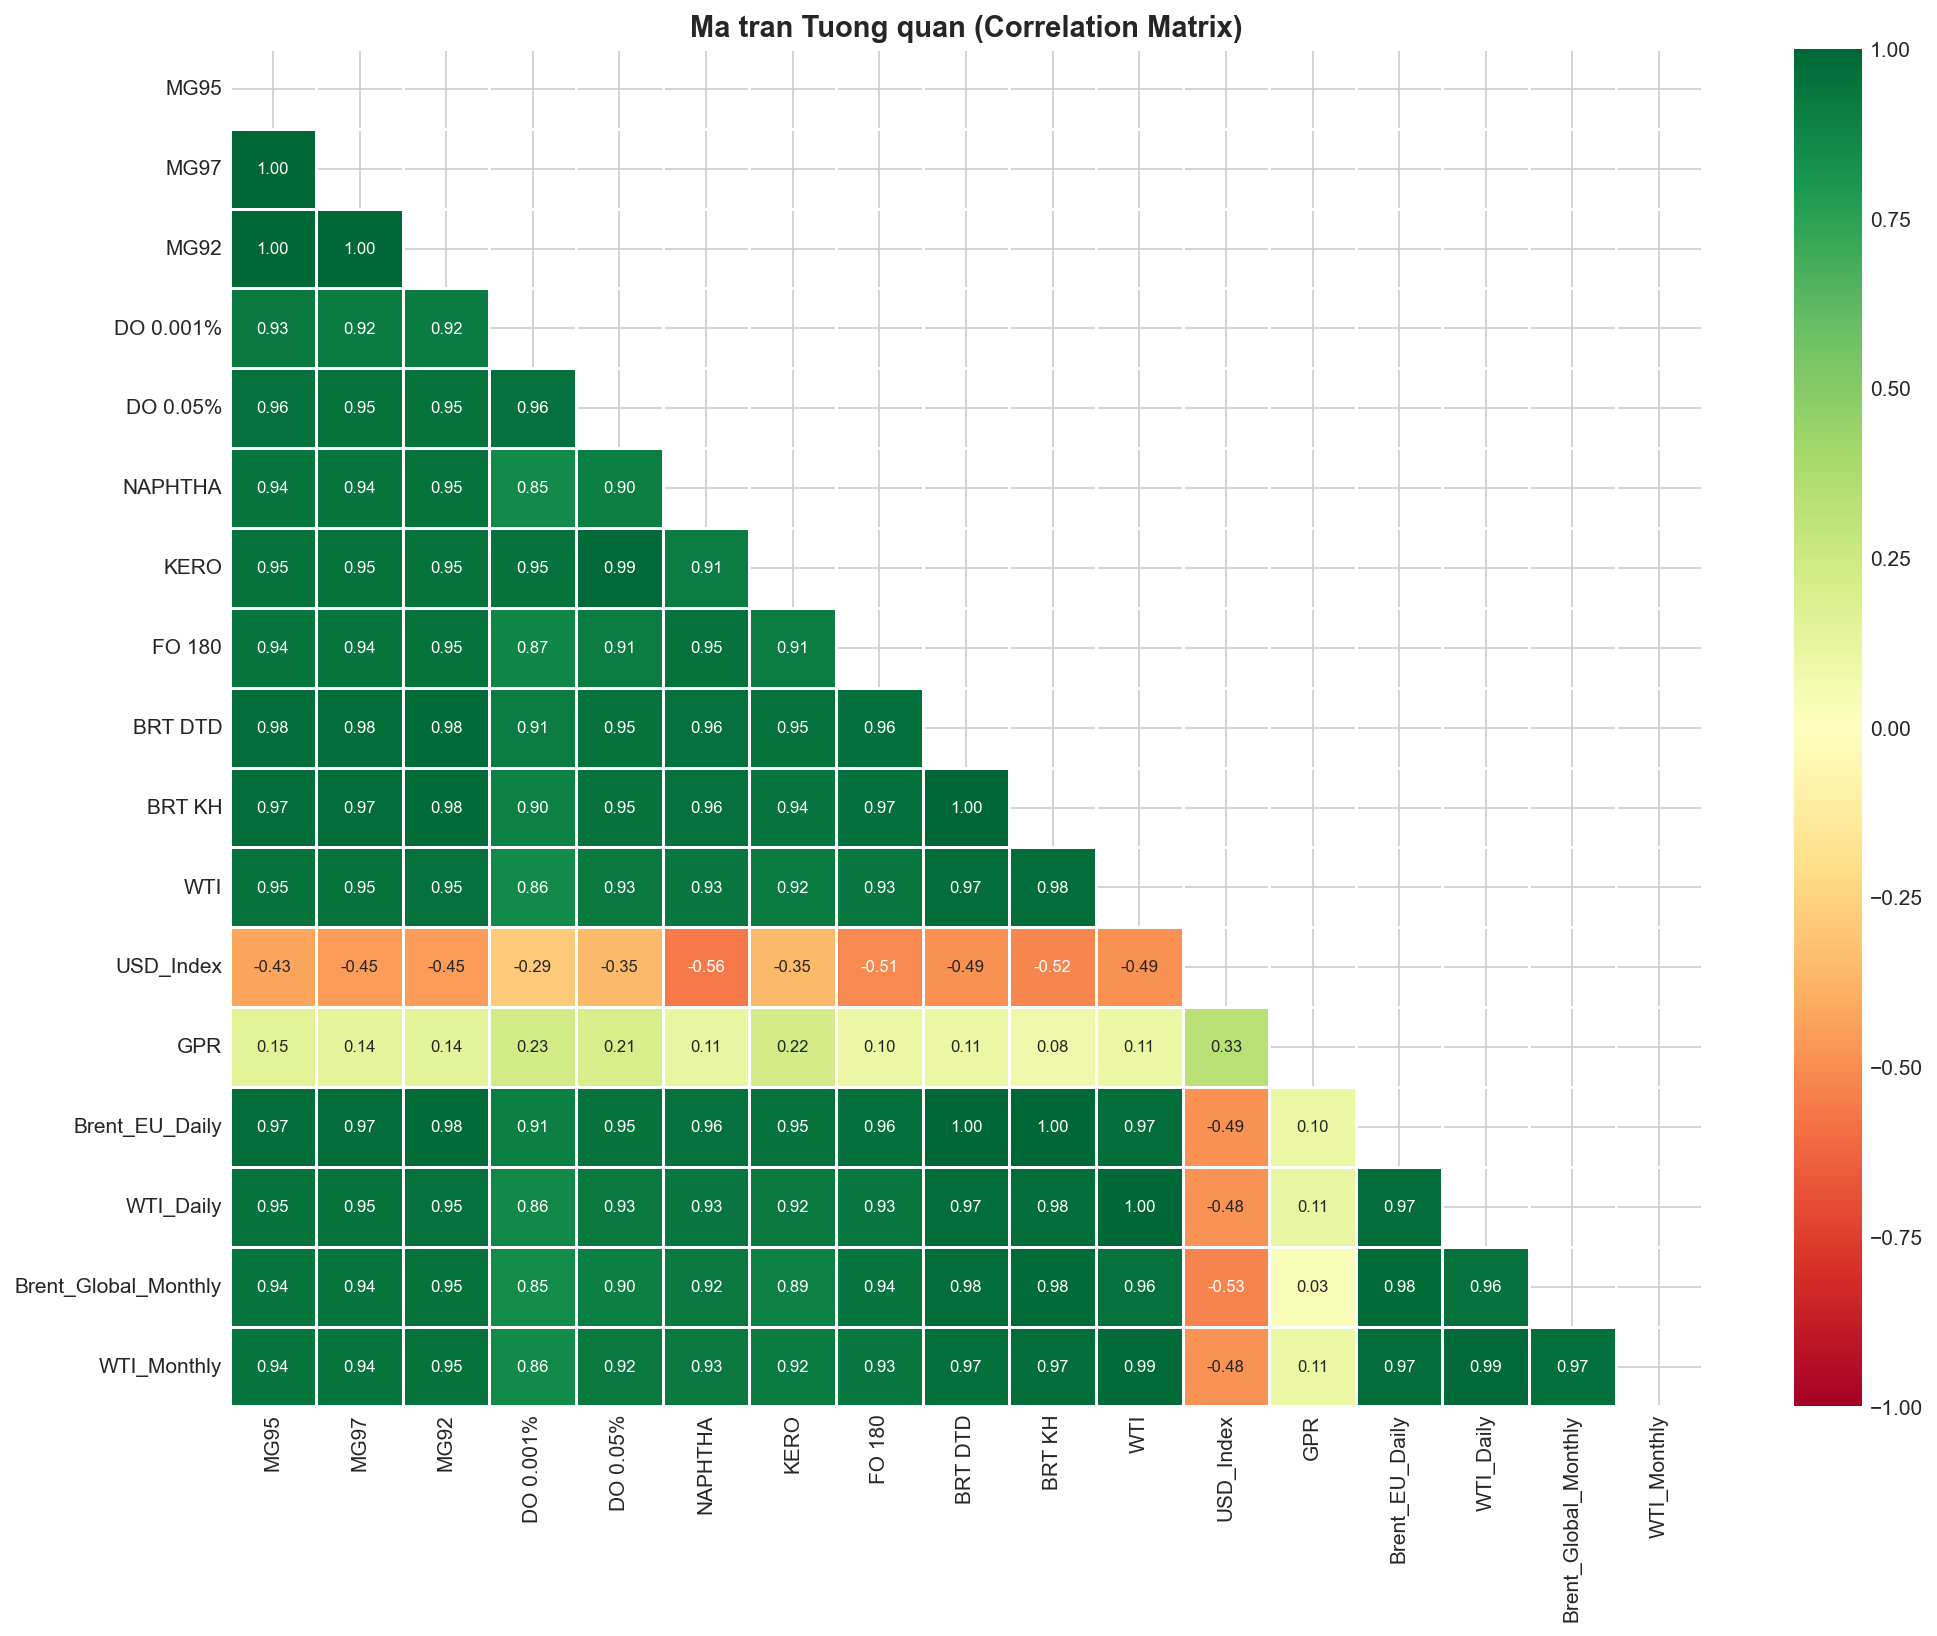 Ma tran Tuong quan (Correlation Matrix)
MG95
MG97 1.00
MG92 1.00 1.00
DO 0.001% 0.93 0.92 0.92
DO 0.05% 0.96 0.95 0.95 0.96
NAPHTHA 0.94 0.94 0.95 0.85 0.90
KERO 0.95 0.95 0.95 0.95 0.99 0.91
FO 180 0.94 0.94 0.95 0.87 0.91 0.95 0.91
BRT DTD 0.98 0.98 0.98 0.91 0.95 0.96 0.95 0.96
BRT KH 0.97 0.97 0.98 0.90 0.95 0.96 0.94 0.97 1.00
WTI 0.95 0.95 0.95 0.86 0.93 0.93 0.92 0.93 0.97 0.98
USD_Index -0.43 -0.45 -0.45 -0.29 -0.35 -0.56 -0.35 -0.51 -0.49 -0.52 -0.49
GPR 0.15 0.14 0.14 0.23 0.21 0.11 0.22 0.10 0.11 0.08 0.11 0.33
Brent_EU_Daily 0.97 0.97 0.98 0.91 0.95 0.96 0.95 0.96 1.00 1.00 0.97 -0.49 0.10
WTI_Daily 0.95 0.95 0.95 0.86 0.93 0.93 0.92 0.93 0.97 0.98 1.00 -0.48 0.11 0.97
Brent_Global_Monthly 0.94 0.94 0.95 0.85 0.90 0.92 0.89 0.94 0.98 0.98 0.96 -0.53 0.03 0.98 0.96
WTI_Monthly 0.94 0.94 0.95 0.86 0.92 0.93 0.92 0.93 0.97 0.97 0.99 -0.48 0.11 0.97 0.99 0.97
MG95 MG97 MG92 DO 0.001% DO 0.05% NAPHTHA KERO FO 180 BRT DTD BRT KH WTI USD_Index GPR Brent_EU_Daily WTI_Daily Brent_Global_Monthly WTI_Monthly
1.00
0.75
0.50
0.25
0.00
−0.25
−0.50
−0.75
−1.00